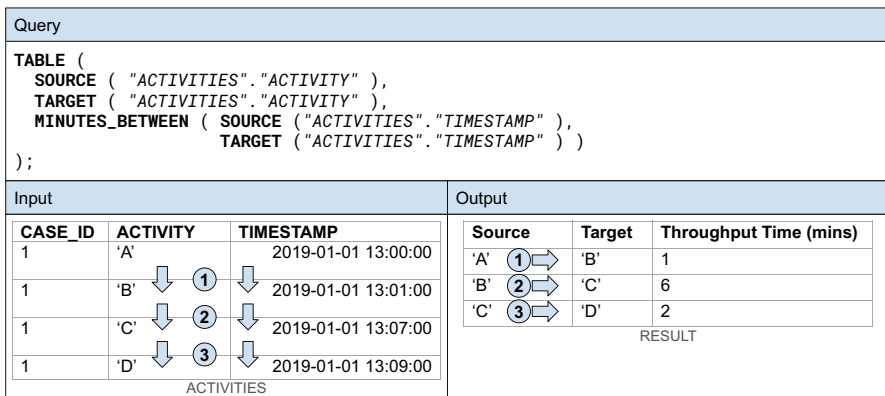 Query
TABLE (
  SOURCE ( "ACTIVITIES"."ACTIVITY" ),
  TARGET ( "ACTIVITIES"."ACTIVITY" ),
  MINUTES_BETWEEN ( SOURCE ("ACTIVITIES"."TIMESTAMP" ),
                    TARGET ("ACTIVITIES"."TIMESTAMP" ) )
);
Input
CASE_ID ACTIVITY TIMESTAMP
1 ‘A’ 2019-01-01 13:00:00
1
1 ‘B’ 2019-01-01 13:01:00
2
1 ‘C’ 2019-01-01 13:07:00
3
1 ‘D’ 2019-01-01 13:09:00
ACTIVITIES
Output
Source Target Throughput Time (mins)
‘A’ 1 ‘B’ 1
‘B’ 2 ‘C’ 6
‘C’ 3 ‘D’ 2
RESULT